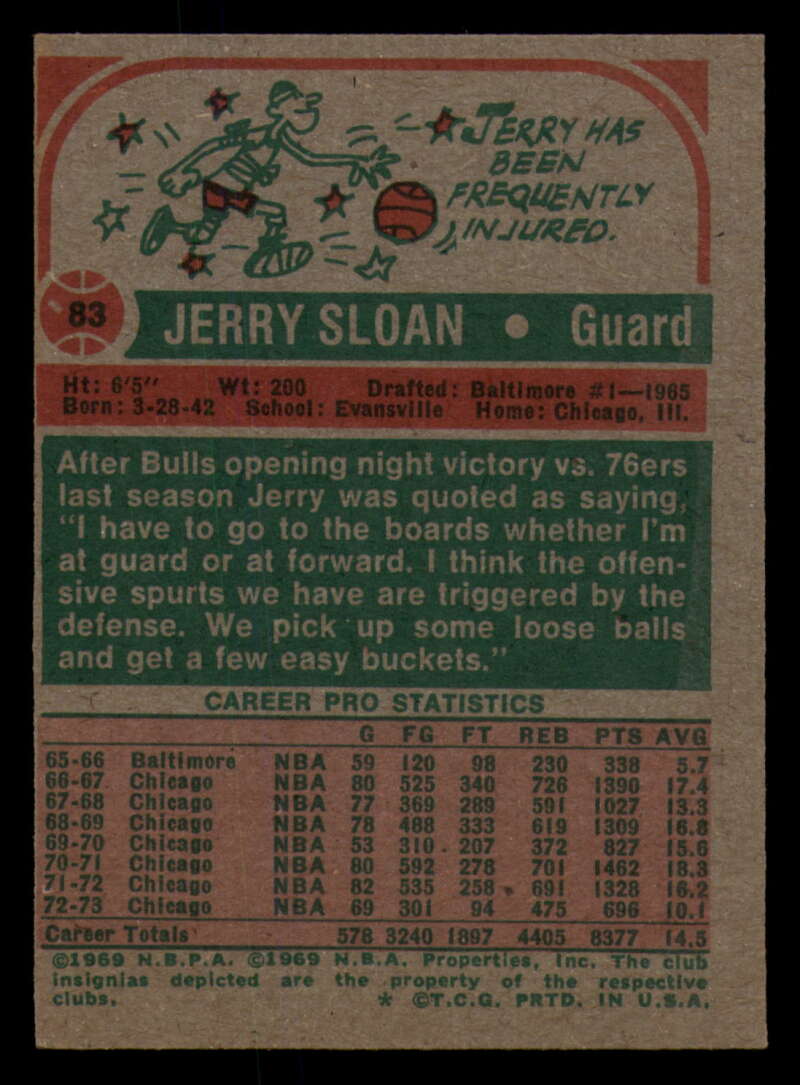 JERRY HAS
BEEN
FREQUENTLY
INJURED.
83 JERRY SLOAN • Guard
Ht: 6'5" Wt: 200 Drafted: Baltimore #1—1965
Born: 3-28-42 School: Evansville Home: Chicago, Ill.
After Bulls opening night victory vs. 76ers
last season Jerry was quoted as saying,
"I have to go to the boards whether I'm
at guard or at forward. I think the offen-
sive spurts we have are triggered by the
defense. We pick up some loose balls
and get a few easy buckets."
CAREER PRO STATISTICS
G FG FT REB PTS AVG
65-66 Baltimore NBA 59 120 98 230 338 5.7
66-67 Chicago NBA 80 525 340 726 1390 17.4
67-68 Chicago NBA 77 369 289 591 1027 13.3
68-69 Chicago NBA 78 488 333 619 1309 16.8
69-70 Chicago NBA 53 310 207 372 827 15.6
70-71 Chicago NBA 80 592 278 701 1462 18.3
71-72 Chicago NBA 82 535 258 691 1328 16.2
72-73 Chicago NBA 69 301 94 475 696 10.1
Career Totals 578 3240 1897 4405 8377 14.5
©1969 N.B.P.A. ©1969 N.B.A. Properties, Inc. The club
insignias depicted are the property of the respective
clubs. * ©T.C.G. PRTD. IN U.S.A.